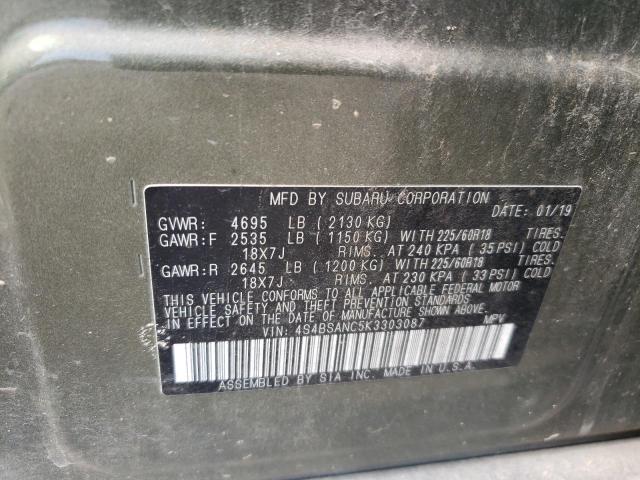 MFD BY SUBARU CORPORATION
DATE: 01/19
GVWR: 4695 LB ( 2130 KG)
GAWR:F 2535 LB ( 1150 KG) WITH 225/60R18 TIRES.
18X7J RIMS. AT 240 KPA ( 35 PSI) COLD
GAWR:R 2645 LB ( 1200 KG) WITH 225/60R18 TIRES.
18X7J RIMS. AT 230 KPA ( 33 PSI) COLD
THIS VEHICLE CONFORMS TO ALL APPLICABLE FEDERAL MOTOR
VEHICLE SAFETY AND THEFT PREVENTION STANDARDS
IN EFFECT ON THE DATE OF MANUFACTURE SHOWN ABOVE.
VIN: 4S4BSANC5K3303087 MPV
ASSEMBLED BY SIA INC. MADE IN U.S.A.